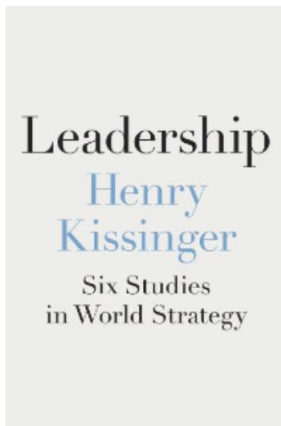 Leadership
Henry
Kissinger
Six Studies
in World Strategy